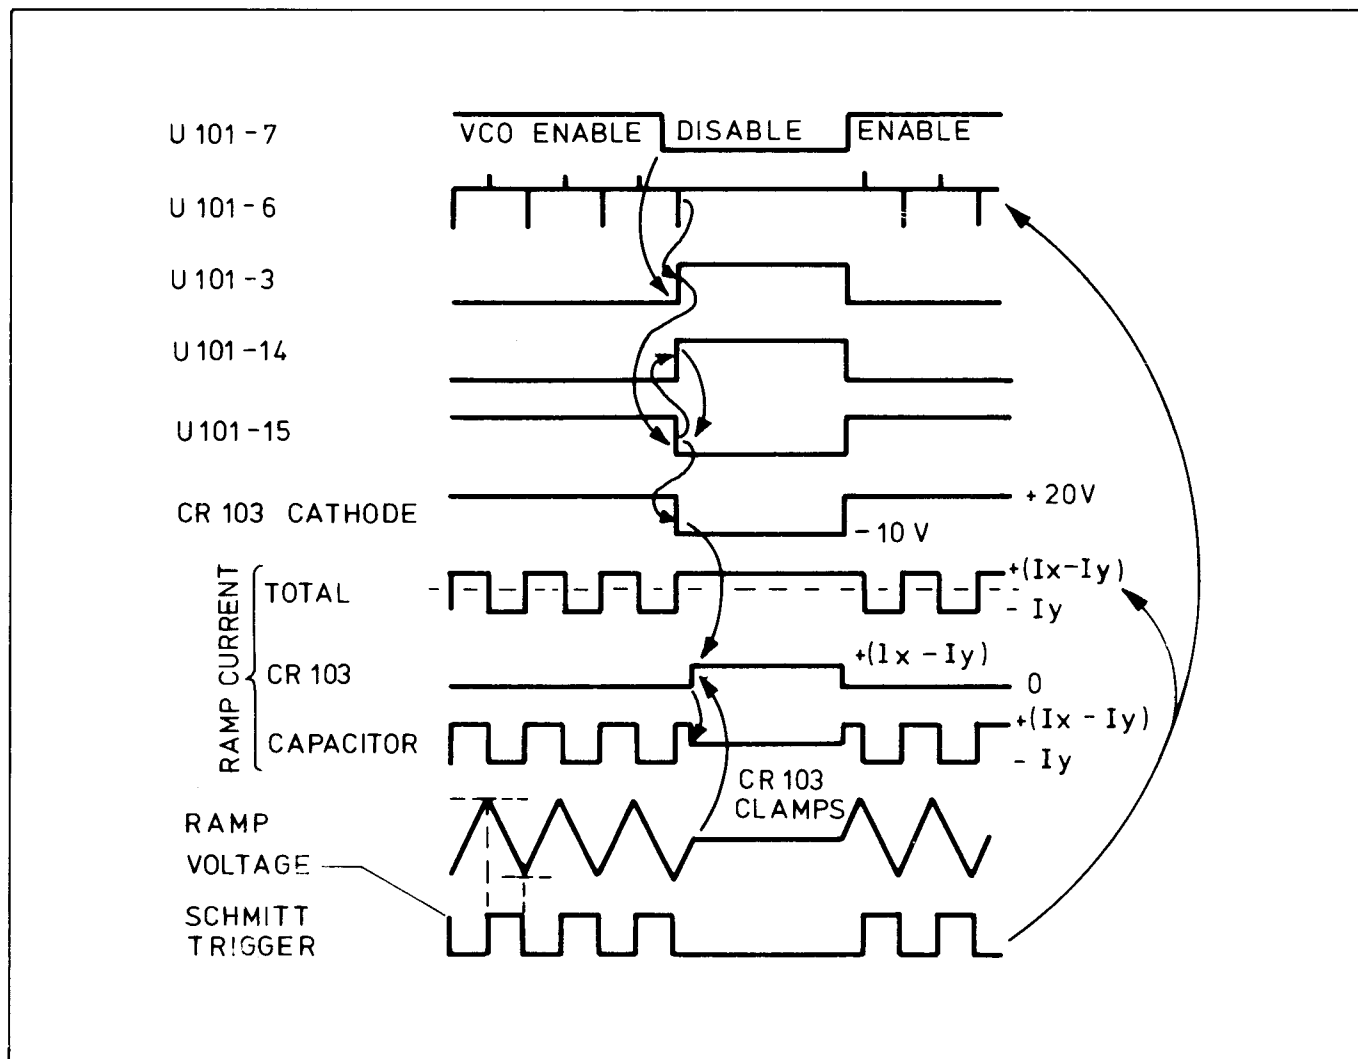 U 101-7
VCO ENABLE
DISABLE
ENABLE
U 101-6
U 101-3
U 101-14
U 101-15
CR 103 CATHODE
+ 20V
- 10 V
RAMP CURRENT
TOTAL
+(Ix-Iy)
- Iy
CR 103
+(Ix - Iy)
0
CAPACITOR
+(Ix - Iy)
- Iy
CR 103
CLAMPS
RAMP
VOLTAGE
SCHMITT
TRIGGER